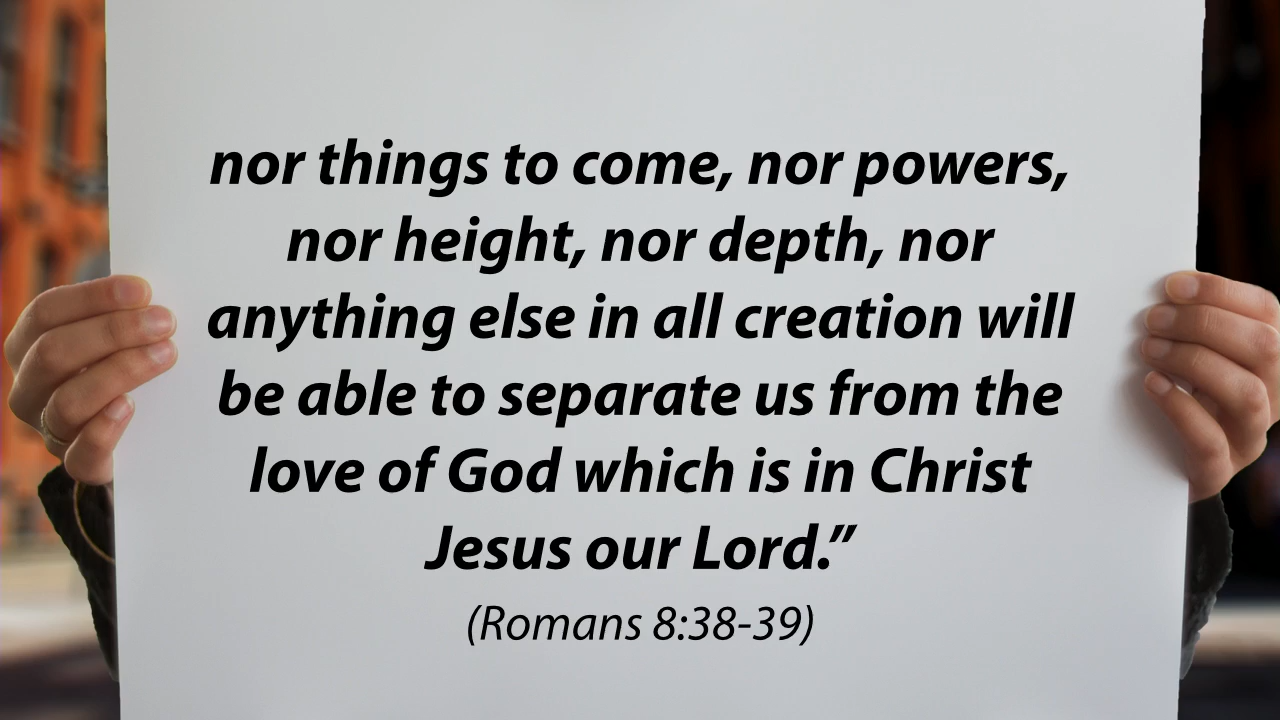 nor things to come, nor powers,
nor height, nor depth, nor
anything else in all creation will
be able to separate us from the
love of God which is in Christ
Jesus our Lord.”
(Romans 8:38-39)